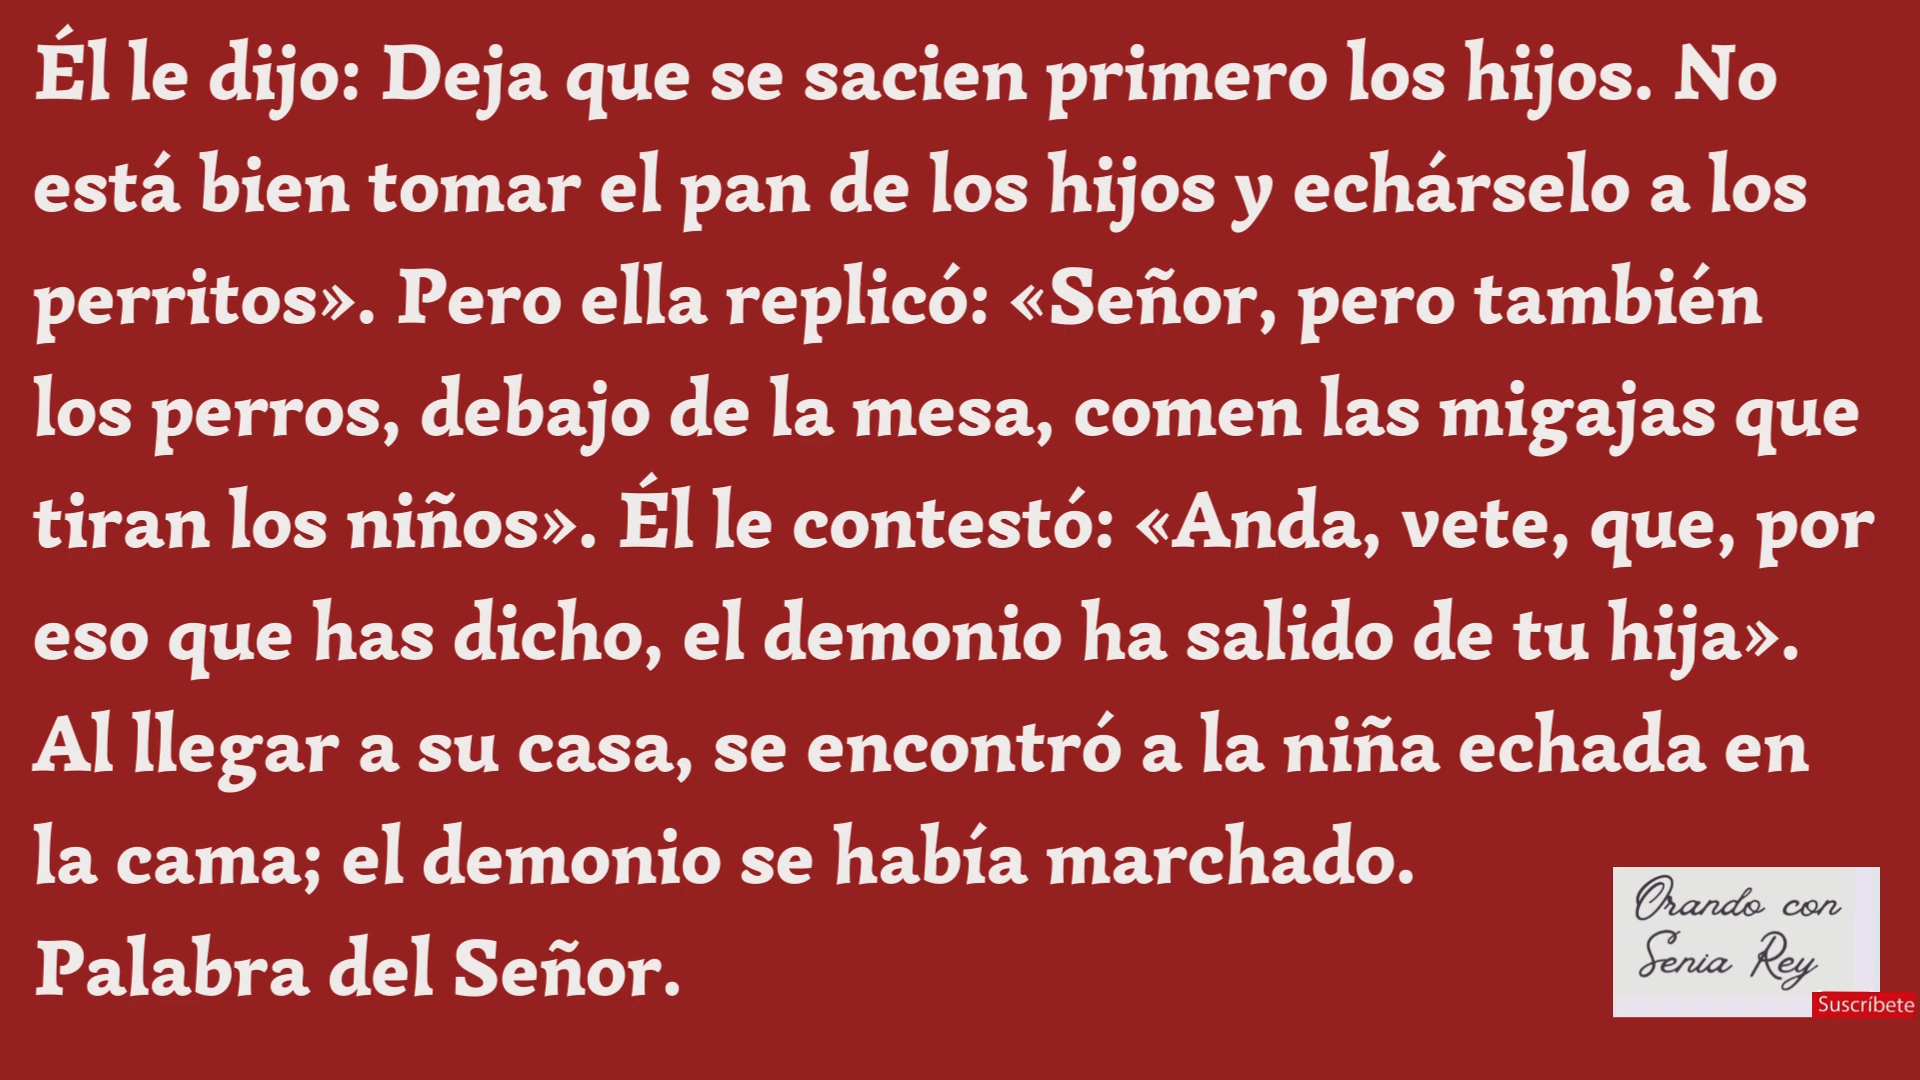 Él le dijo: Deja que se sacien primero los hijos. No
está bien tomar el pan de los hijos y echárselo a los
perritos». Pero ella replicó: «Señor, pero también
los perros, debajo de la mesa, comen las migajas que
tiran los niños». Él le contestó: «Anda, vete, que, por
eso que has dicho, el demonio ha salido de tu hija».
Al llegar a su casa, se encontró a la niña echada en
la cama; el demonio se había marchado.
Palabra del Señor.
Orando con
Senia Rey
Suscríbete